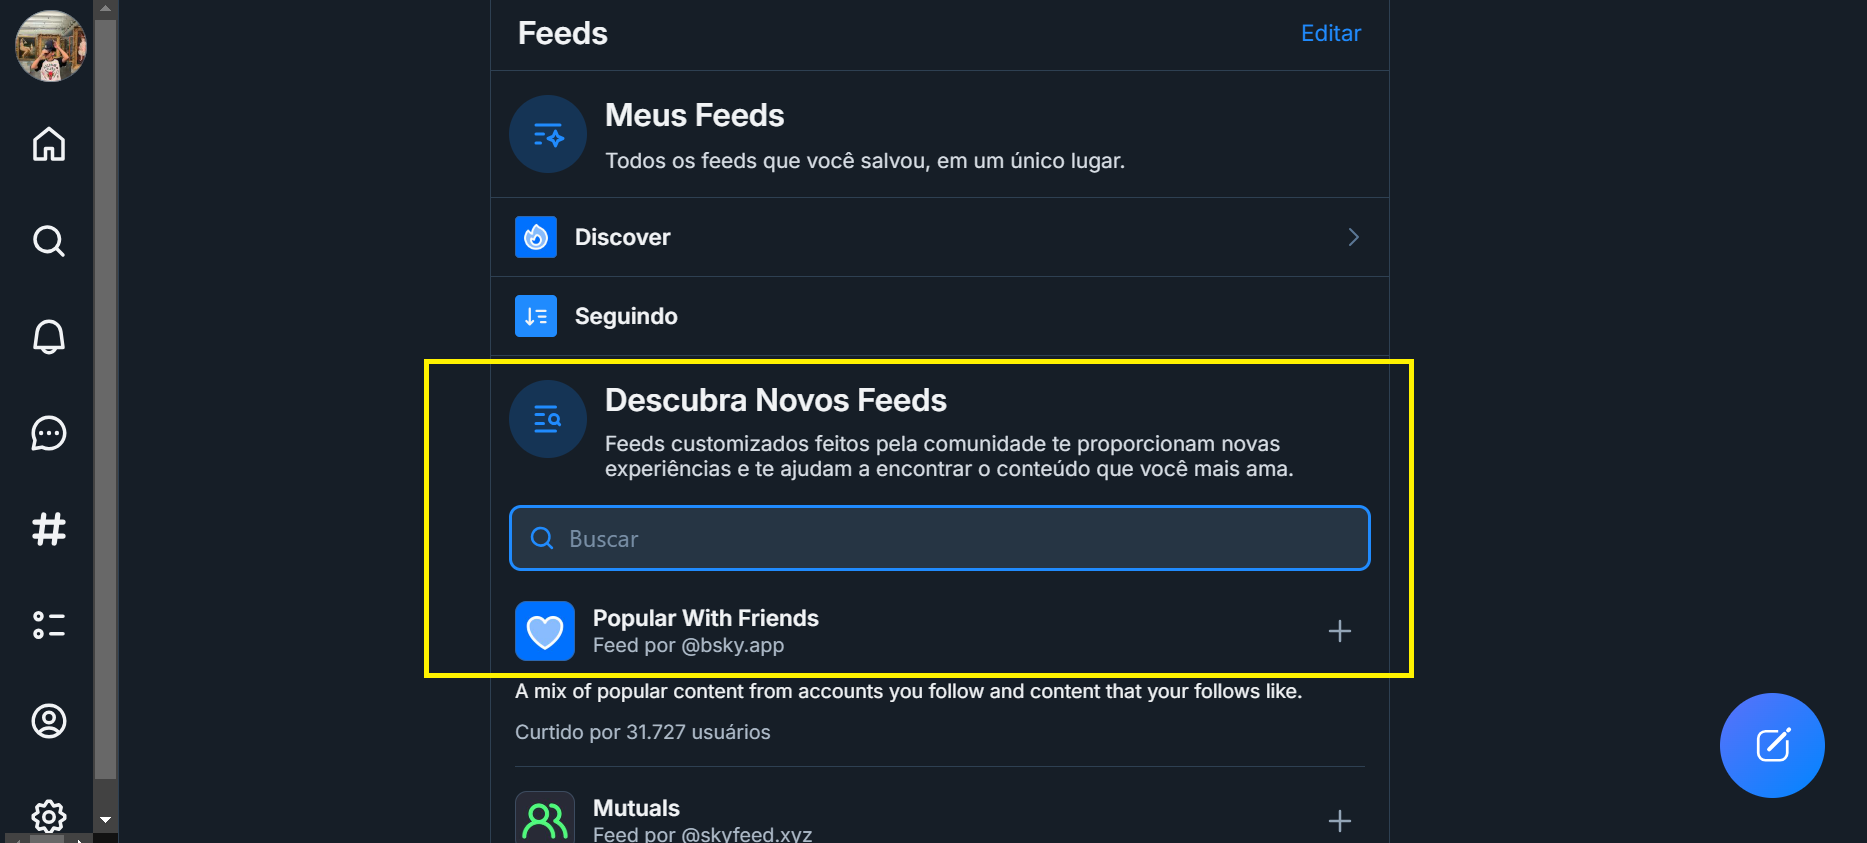 Feeds
Editar
Meus Feeds
Todos os feeds que você salvou, em um único lugar.
Discover
Seguindo
Descubra Novos Feeds
Feeds customizados feitos pela comunidade te proporcionam novas
experiências e te ajudam a encontrar o conteúdo que você mais ama.
Buscar
Popular With Friends
Feed por @bsky.app
A mix of popular content from accounts you follow and content that your follows like.
Curtido por 31.727 usuários
Mutuals
Feed por @skyfeed.xyz